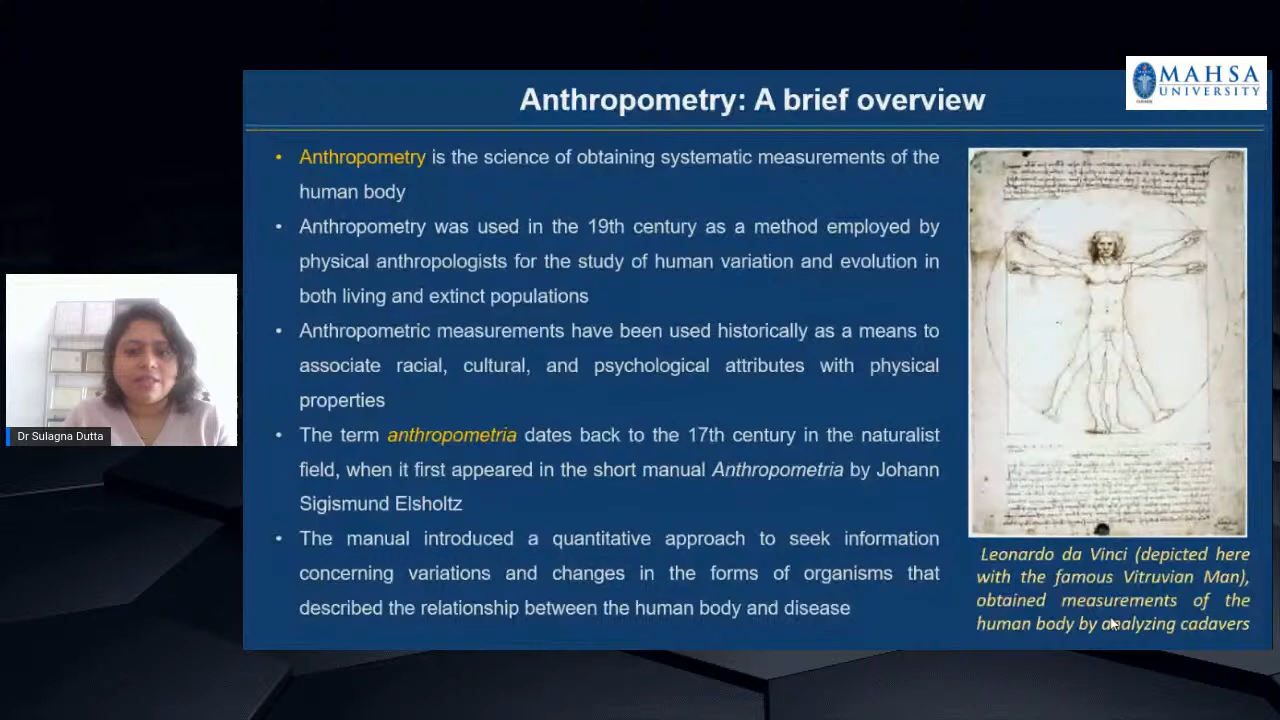 MAHSA
UNIVERSITY
Anthropometry: A brief overview
• Anthropometry is the science of obtaining systematic measurements of the
human body
• Anthropometry was used in the 19th century as a method employed by
physical anthropologists for the study of human variation and evolution in
both living and extinct populations
• Anthropometric measurements have been used historically as a means to
associate racial, cultural, and psychological attributes with physical
properties
• The term anthropometria dates back to the 17th century in the naturalist
field, when it first appeared in the short manual Anthropometria by Johann
Sigismund Elsholtz
• The manual introduced a quantitative approach to seek information
concerning variations and changes in the forms of organisms that
described the relationship between the human body and disease
Leonardo da Vinci (depicted here
with the famous Vitruvian Man),
obtained measurements of the
human body by analyzing cadavers
Dr Sulagna Dutta